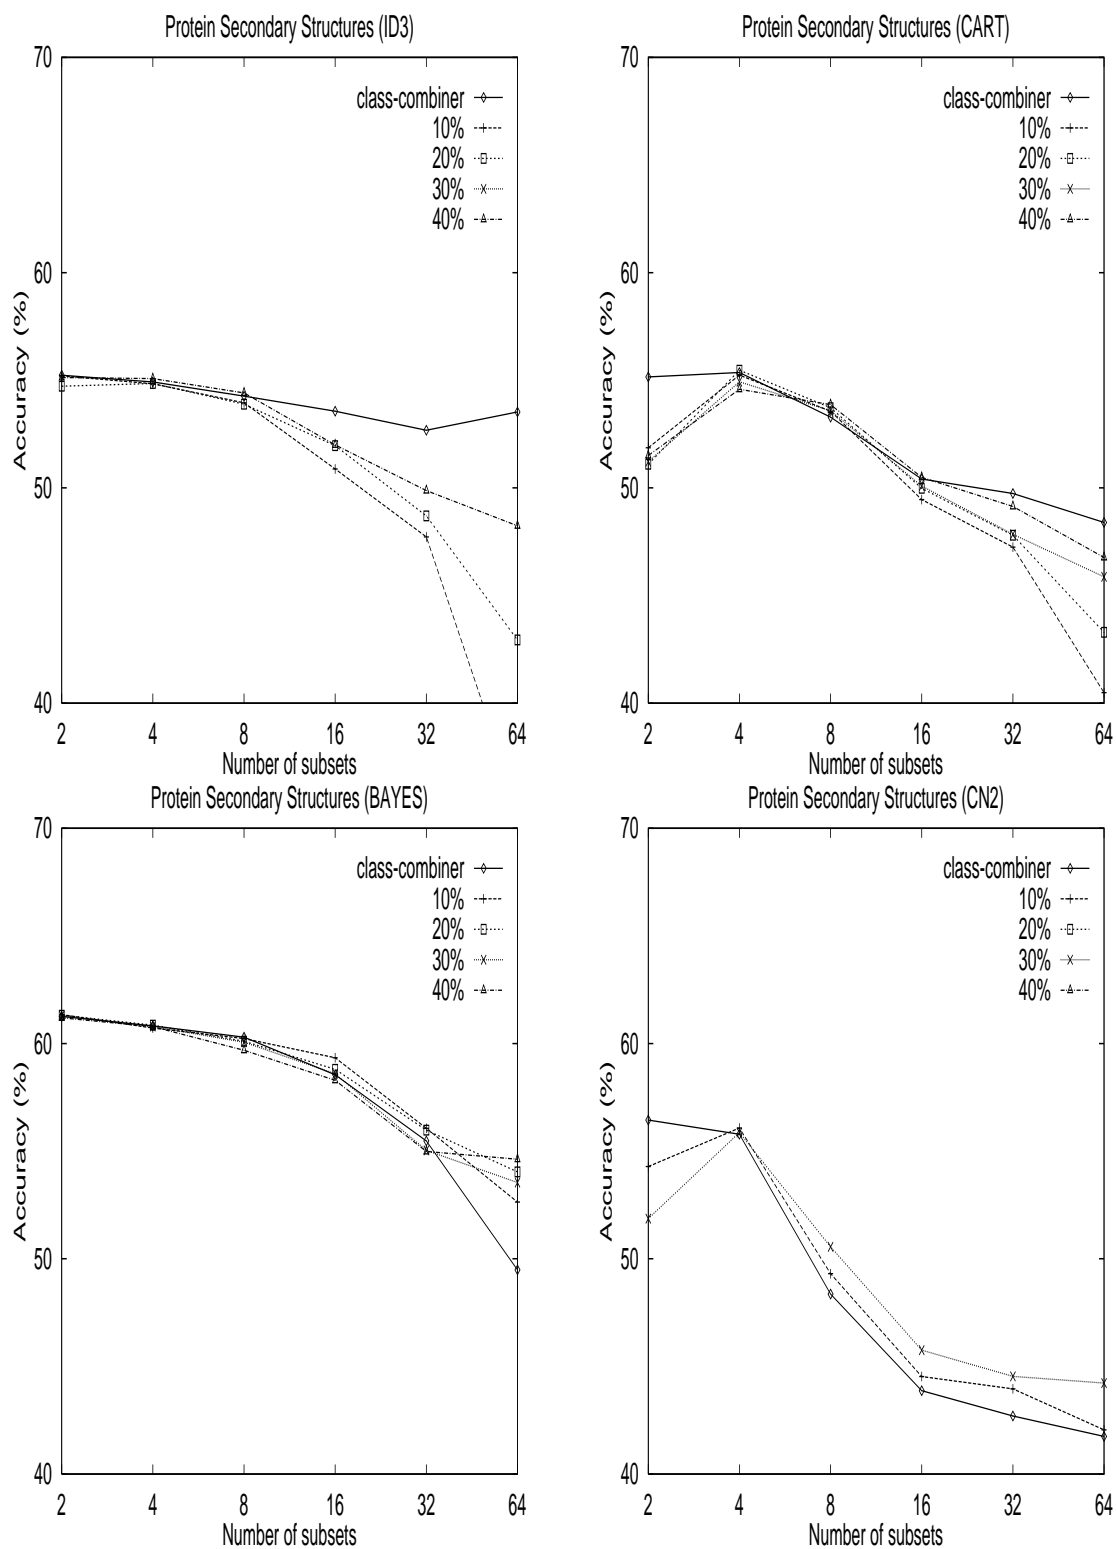 Protein Secondary Structures (ID3)
70
60
50
40
Accuracy (%)
class-combiner
10%
20%
30%
40%
2 4 8 16 32 64
Number of subsets
Protein Secondary Structures (CART)
70
60
50
40
Accuracy (%)
class-combiner
10%
20%
30%
40%
2 4 8 16 32 64
Number of subsets
Protein Secondary Structures (BAYES)
70
60
50
40
Accuracy (%)
class-combiner
10%
20%
30%
40%
2 4 8 16 32 64
Number of subsets
Protein Secondary Structures (CN2)
70
60
50
40
Accuracy (%)
class-combiner
10%
20%
30%
40%
2 4 8 16 32 64
Number of subsets